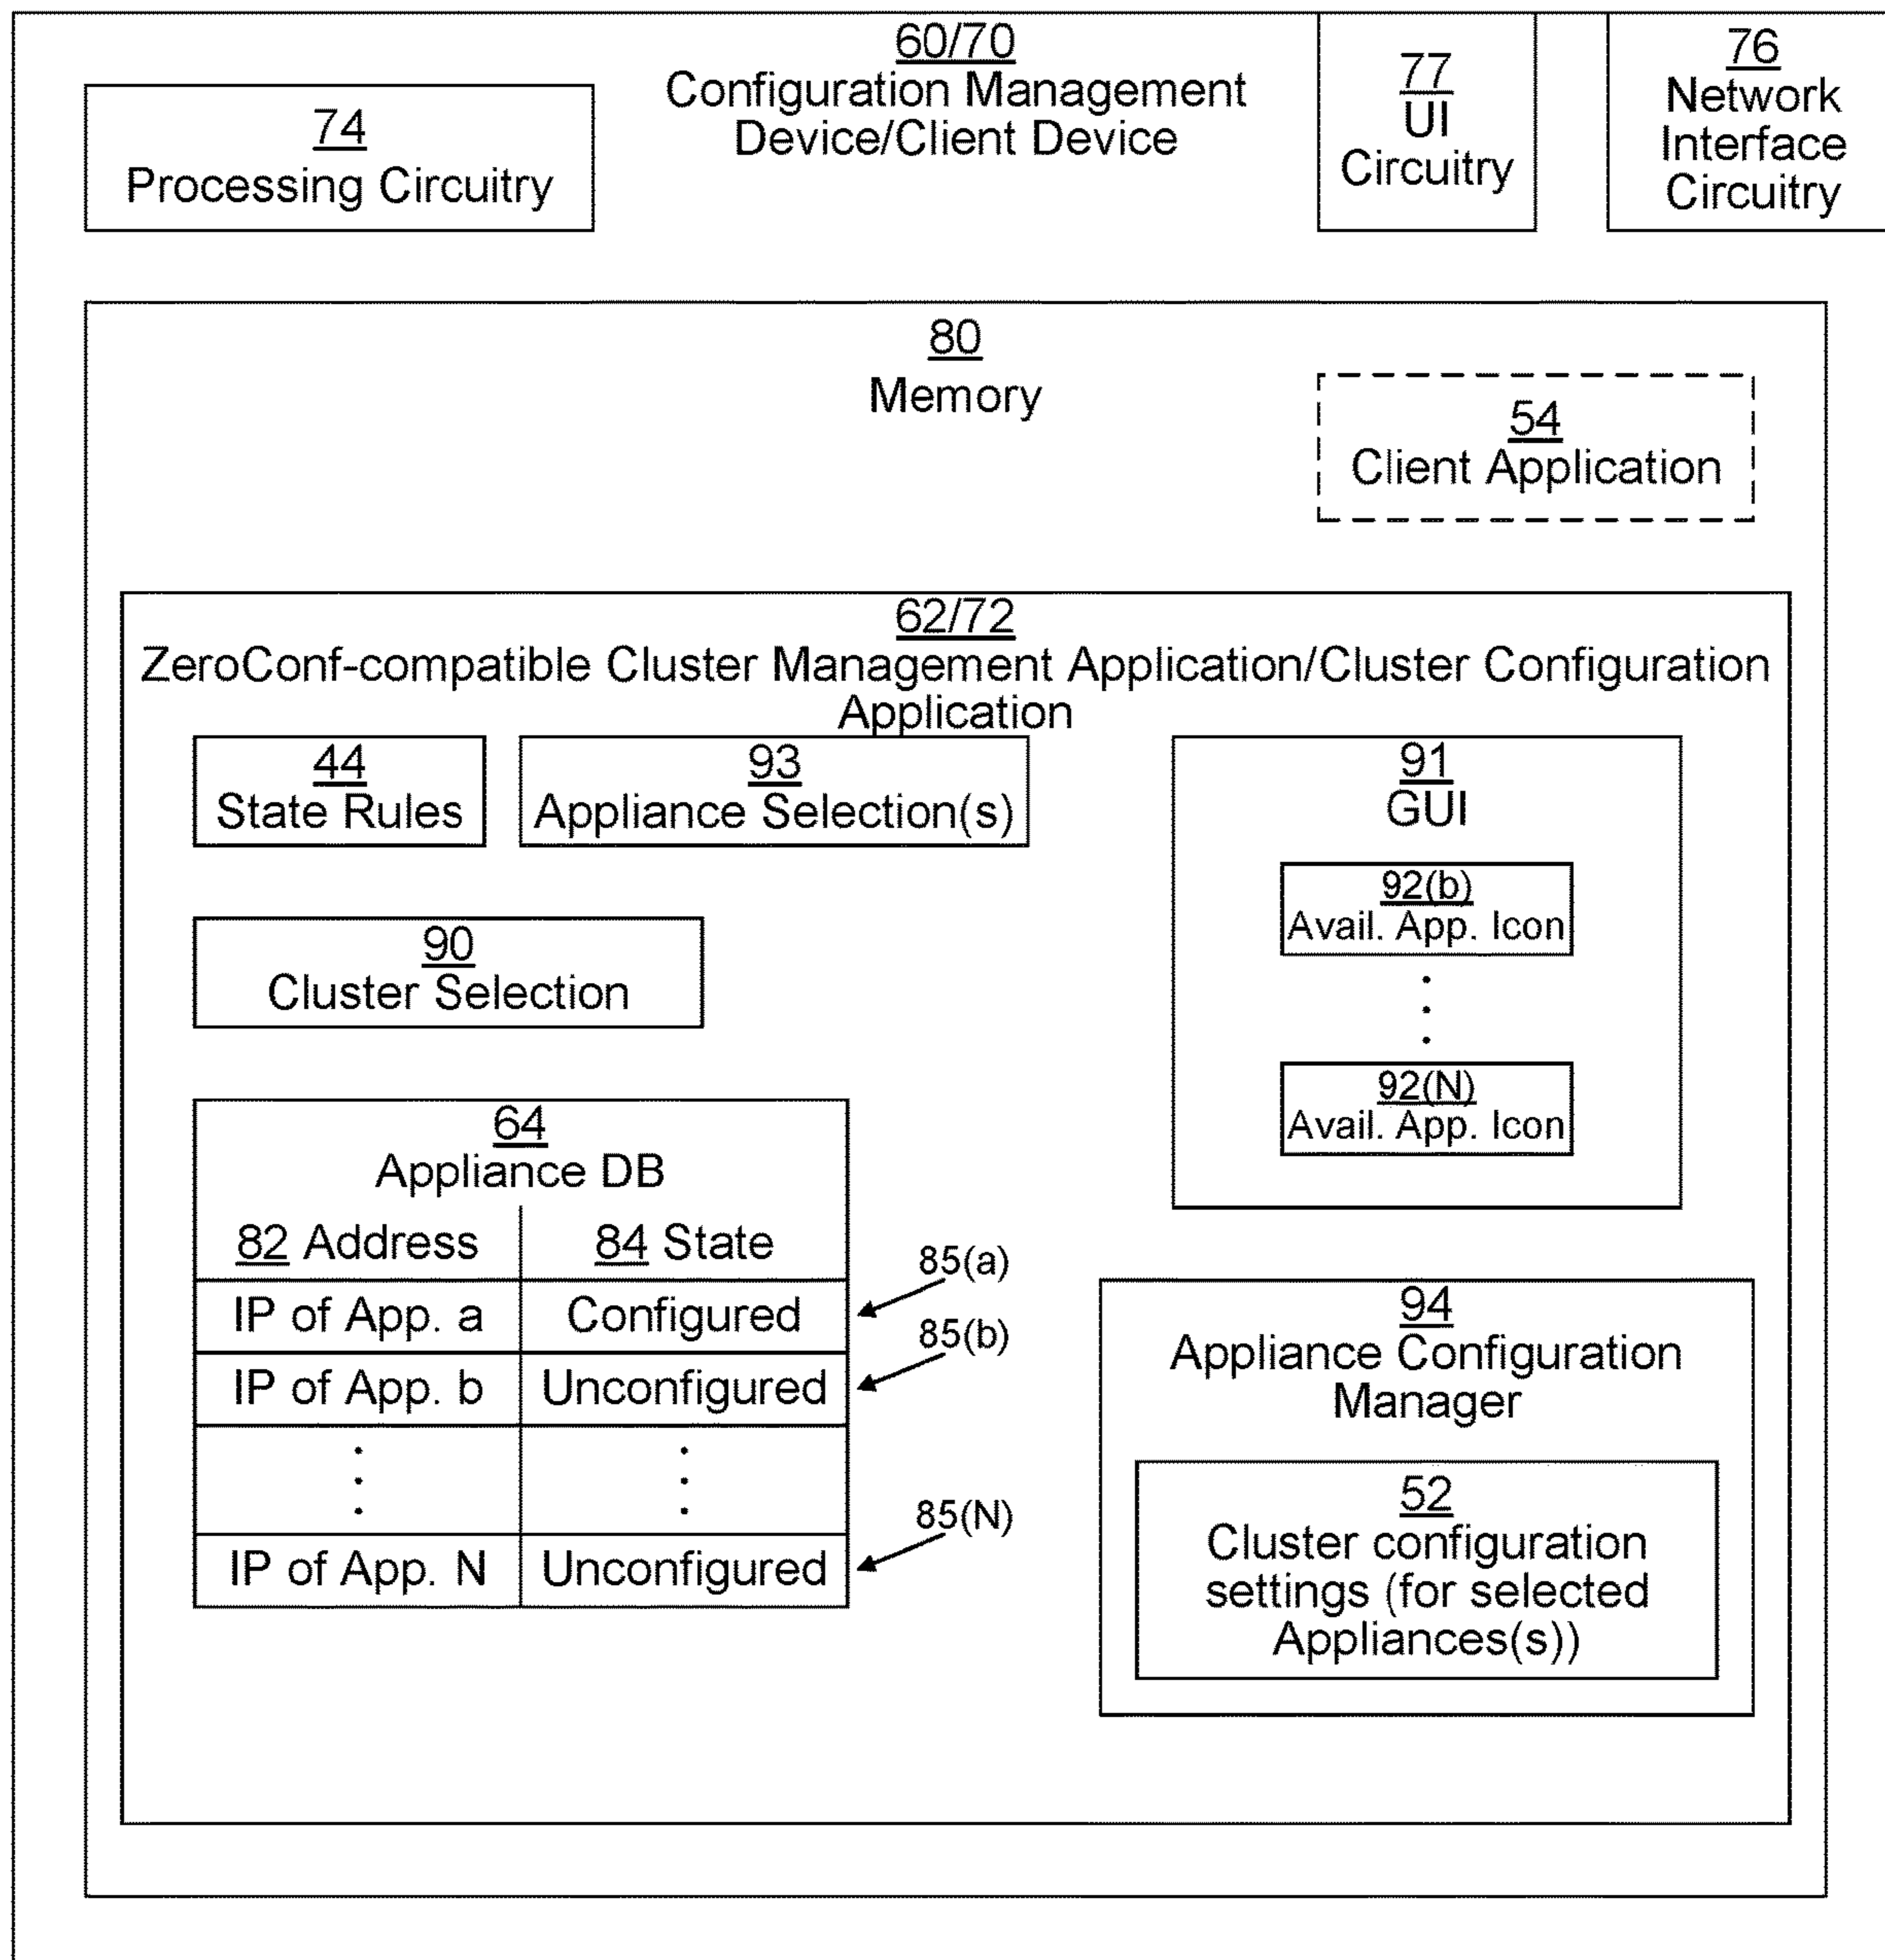 60/70
Configuration Management
Device/Client Device
74
Processing Circuitry
77
UI
Circuitry
76
Network
Interface
Circuitry
80
Memory
54
Client Application
62/72
ZeroConf-compatible Cluster Management Application/Cluster Configuration
Application
44
State Rules
93
Appliance Selection(s)
90
Cluster Selection
91
GUI
92(b)
Avail. App. Icon
92(N)
Avail. App. Icon
64
Appliance DB
82 Address
84 State
IP of App. a
Configured
85(a)
IP of App. b
Unconfigured
85(b)
IP of App. N
Unconfigured
85(N)
94
Appliance Configuration
Manager
52
Cluster configuration
settings (for selected
Appliances(s))